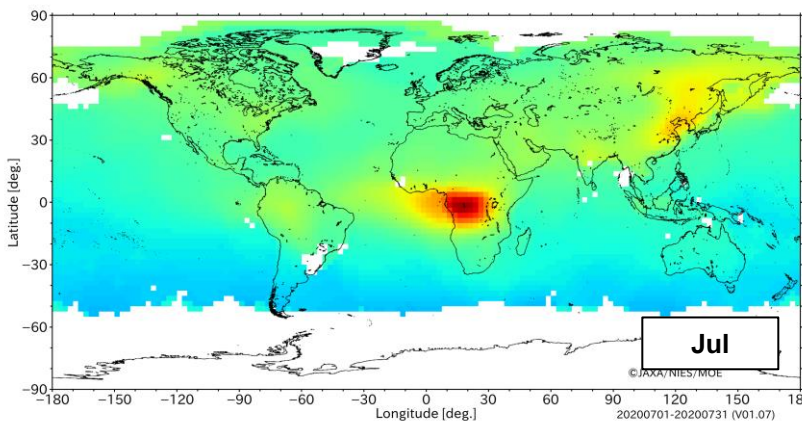 90
60
30
0
−30
−60
−90
Latitude [deg.]
Jul
©JAXA/NIES/MOE
−180 −150 −120 −90 −60 −30 0 30 60 90 120 150 180
Longitude [deg.]
20200701-20200731 (V01.07)